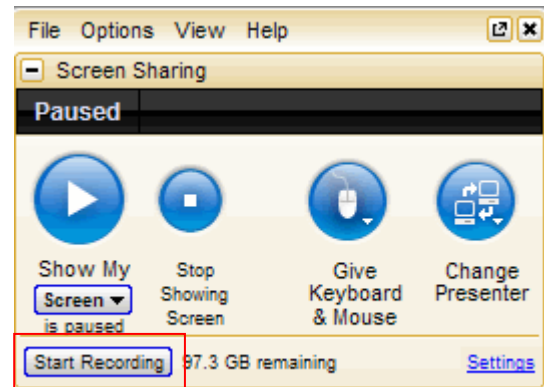 File Options View Help
Screen Sharing
Paused
Show My
Screen
is paused
Stop
Showing
Screen
Give
Keyboard
& Mouse
Change
Presenter
Start Recording 97.3 GB remaining Settings